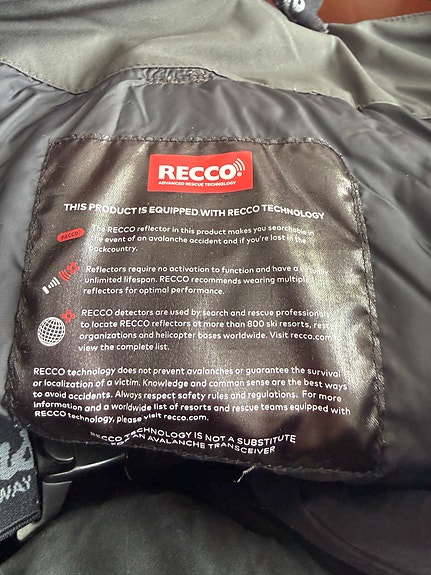 RECCO®
ADVANCED RESCUE TECHNOLOGY
THIS PRODUCT IS EQUIPPED WITH RECCO TECHNOLOGY
RECCO
The RECCO reflector in this product makes you searchable in
the event of an avalanche accident and if you're lost in the
backcountry.
Reflectors require no activation to function and have a virtually
unlimited lifespan. RECCO recommends wearing multiple
reflectors for optimal performance.
RECCO detectors are used by search and rescue professionals
to locate RECCO reflectors at more than 800 ski resorts, rescue
organizations and helicopter bases worldwide. Visit recco.com
view the complete list.
RECCO technology does not prevent avalanches or guarantee the survival
or localization of a victim. Knowledge and common sense are the best ways
to avoid accidents. Always respect safety rules and regulations. For more
information and a worldwide list of resorts and rescue teams equipped with
RECCO technology, please visit recco.com.
RECCO TECHNOLOGY IS NOT A SUBSTITUTE
AN AVALANCHE TRANSCEIVER
WAY